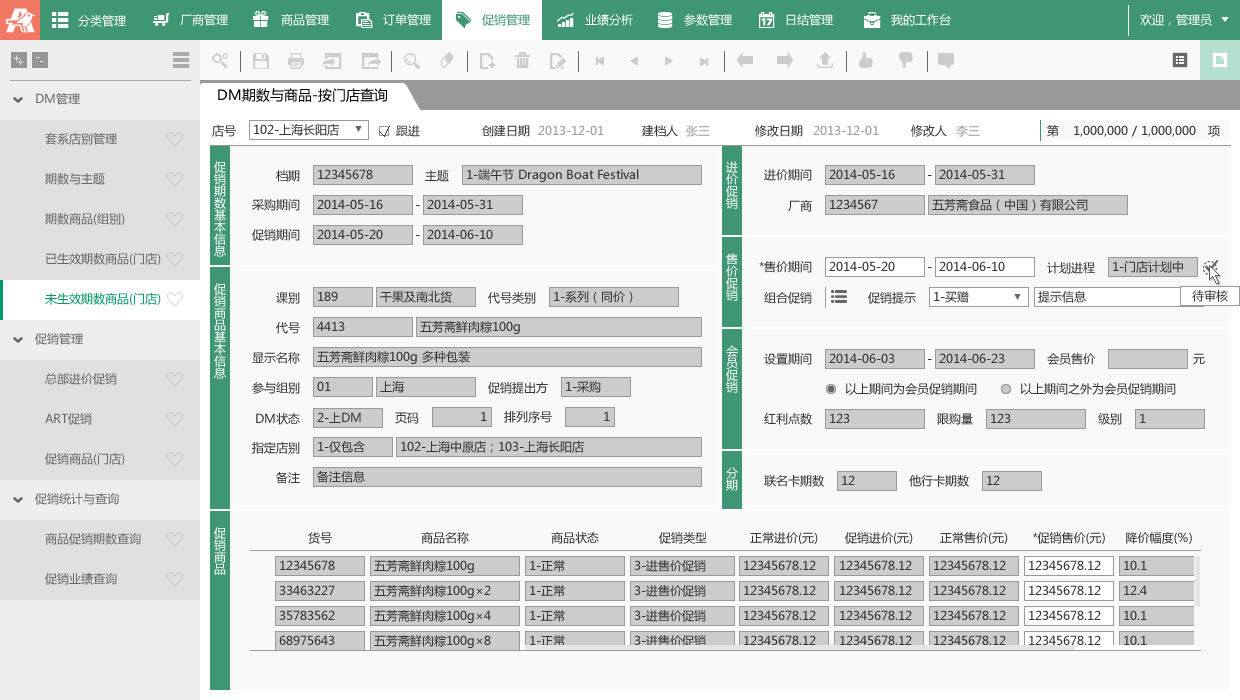 分类管理 厂商管理 商品管理 订单管理 促销管理 业绩分析 参数管理 日结管理 我的工作台 欢迎，管理员
DM管理
套系店别管理
期数与主题
期数商品(组别)
已生效期数商品(门店)
未生效期数商品(门店)
促销管理
总部进价促销
ART促销
促销商品(门店)
促销统计与查询
商品促销期数查询
促销业绩查询
DM期数与商品-按门店查询
店号 102-上海长阳店 跟进 创建日期 2013-12-01 建档人 张三 修改日期 2013-12-01 修改人 李三 第 1,000,000 / 1,000,000 项
促销期数基本信息
档期 12345678 主题 1-端午节 Dragon Boat Festival
采购期间 2014-05-16 - 2014-05-31
促销期间 2014-05-20 - 2014-06-10
促销商品基本信息
课别 189 干果及南北货 代号类别 1-系列（同价）
代号 4413 五芳斋鲜肉粽100g
显示名称 五芳斋鲜肉粽100g 多种包装
参与组别 01 上海 促销提出方 1-采购
DM状态 2-上DM 页码 1 排列序号 1
指定店别 1-仅包含 102-上海中原店；103-上海长阳店
备注 备注信息
进价促销
进价期间 2014-05-16 - 2014-05-31
厂商 1234567 五芳斋食品（中国）有限公司
售价促销
*售价期间 2014-05-20 - 2014-06-10 计划进程 1-门店计划中
组合促销 促销提示 1-买赠 提示信息 待审核
会员促销
设置期间 2014-06-03 - 2014-06-23 会员售价 元
以上期间为会员促销期间 以上期间之外为会员促销期间
红利点数 123 限购量 123 级别 1
分期
联名卡期数 12 他行卡期数 12
促销商品
货号 商品名称 商品状态 促销类型 正常进价(元) 促销进价(元) 正常售价(元) *促销售价(元) 降价幅度(%)
12345678 五芳斋鲜肉粽100g 1-正常 3-进售价促销 12345678.12 12345678.12 12345678.12 12345678.12 10.1
33463227 五芳斋鲜肉粽100g×2 1-正常 3-进售价促销 12345678.12 12345678.12 12345678.12 12345678.12 12.4
35783562 五芳斋鲜肉粽100g×4 1-正常 3-进售价促销 12345678.12 12345678.12 12345678.12 12345678.12 10.1
68975643 五芳斋鲜肉粽100g×8 1-正常 3-进售价促销 12345678.12 12345678.12 12345678.12 12345678.12 10.1